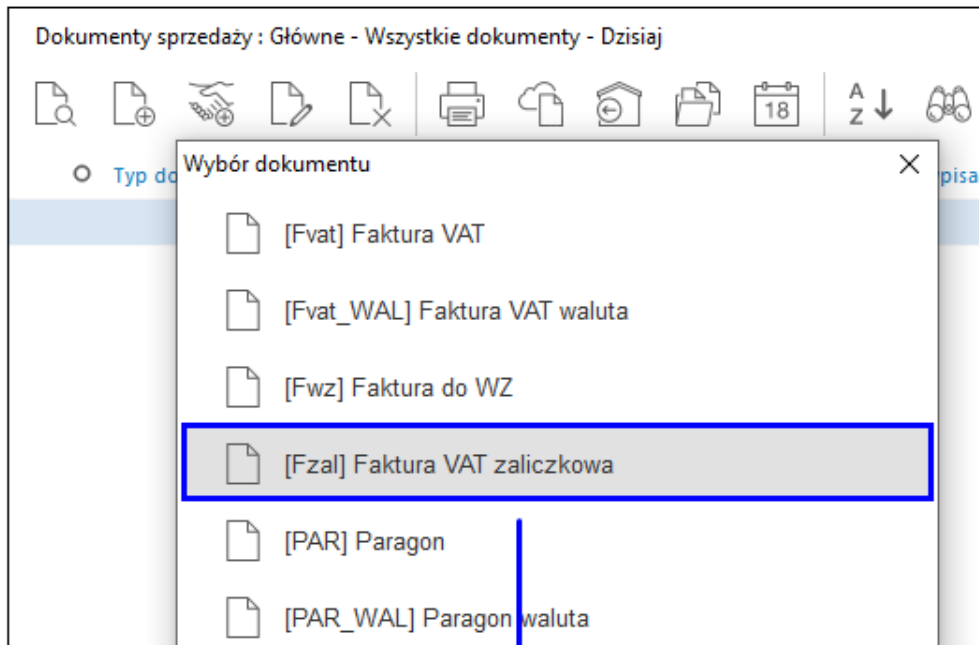 Dokumenty sprzedaży : Główne - Wszystkie dokumenty - Dzisiaj
18
A
Z
Wybór dokumentu
Typ do
pisa
[Fvat] Faktura VAT
[Fvat_WAL] Faktura VAT waluta
[Fwz] Faktura do WZ
[Fzal] Faktura VAT zaliczkowa
[PAR] Paragon
[PAR_WAL] Paragon waluta